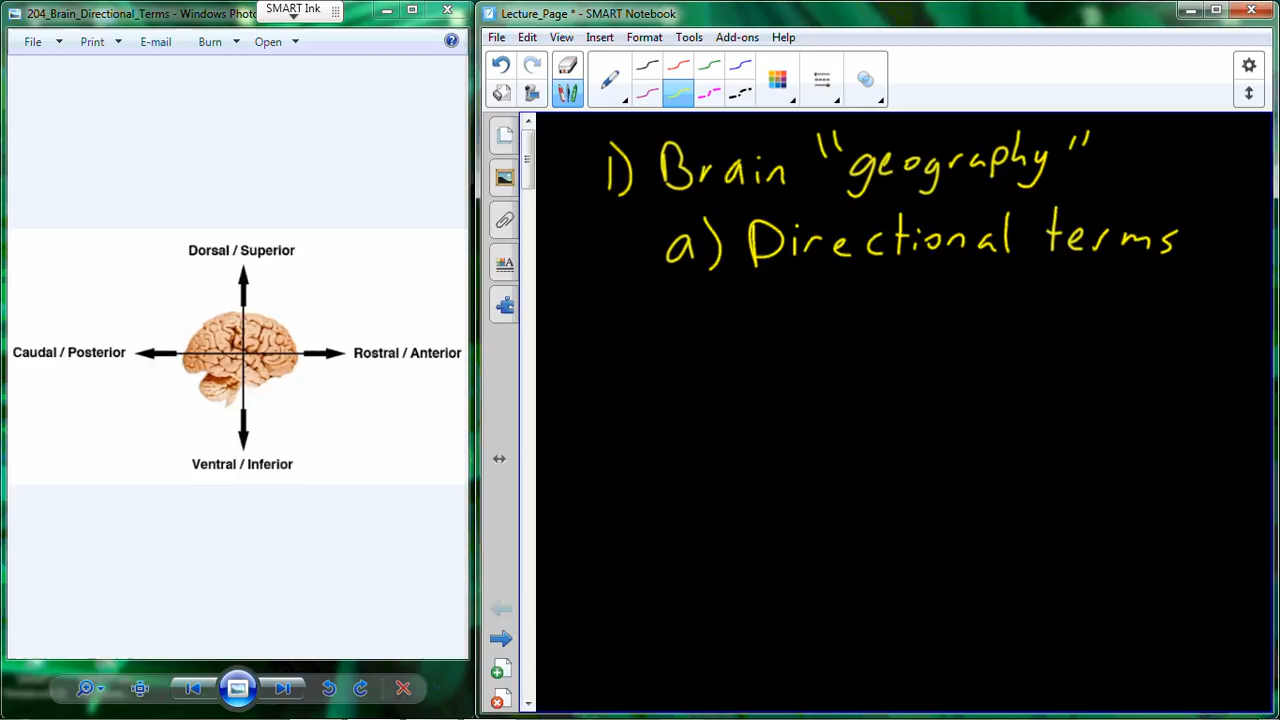 204_Brain_Directional_Terms - Windows Photo
SMART Ink
File Print E-mail Burn Open
Dorsal / Superior
Caudal / Posterior
Rostral / Anterior
Ventral / Inferior
Lecture_Page * - SMART Notebook
File Edit View Insert Format Tools Add-ons Help
1) Brain "geography"
a) Directional terms